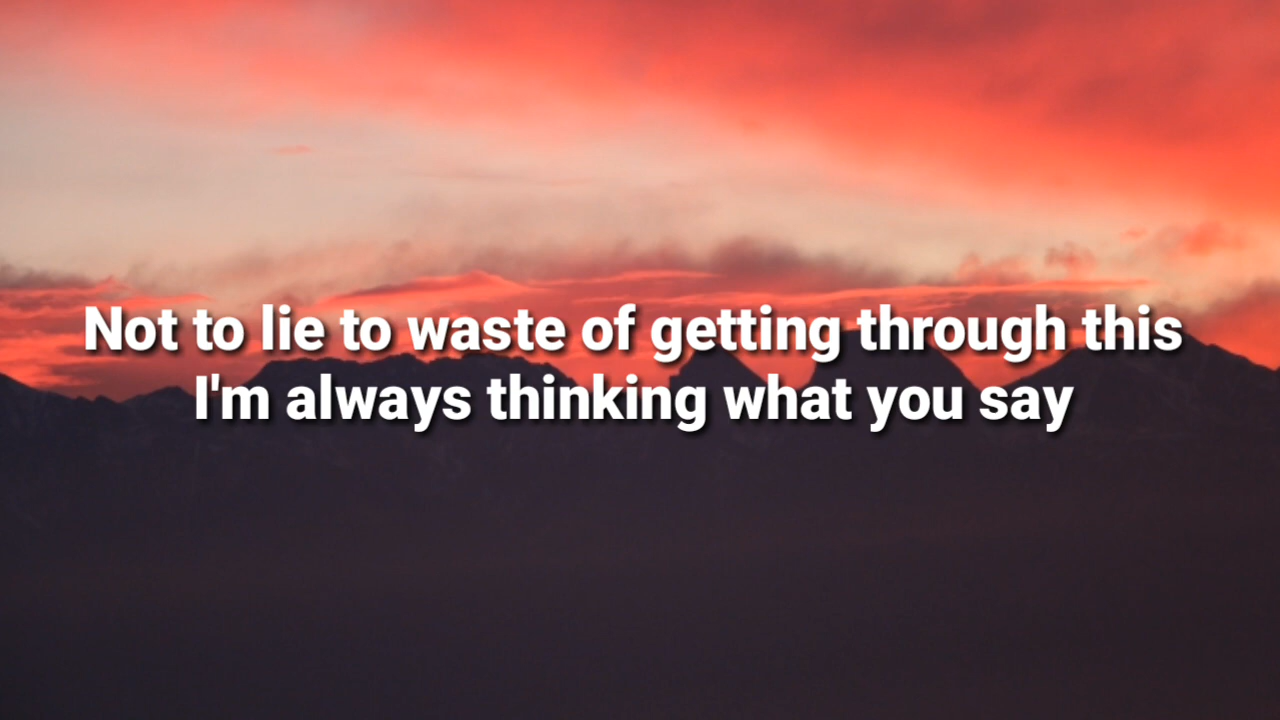 Not to lie to waste of getting through this
I'm always thinking what you say